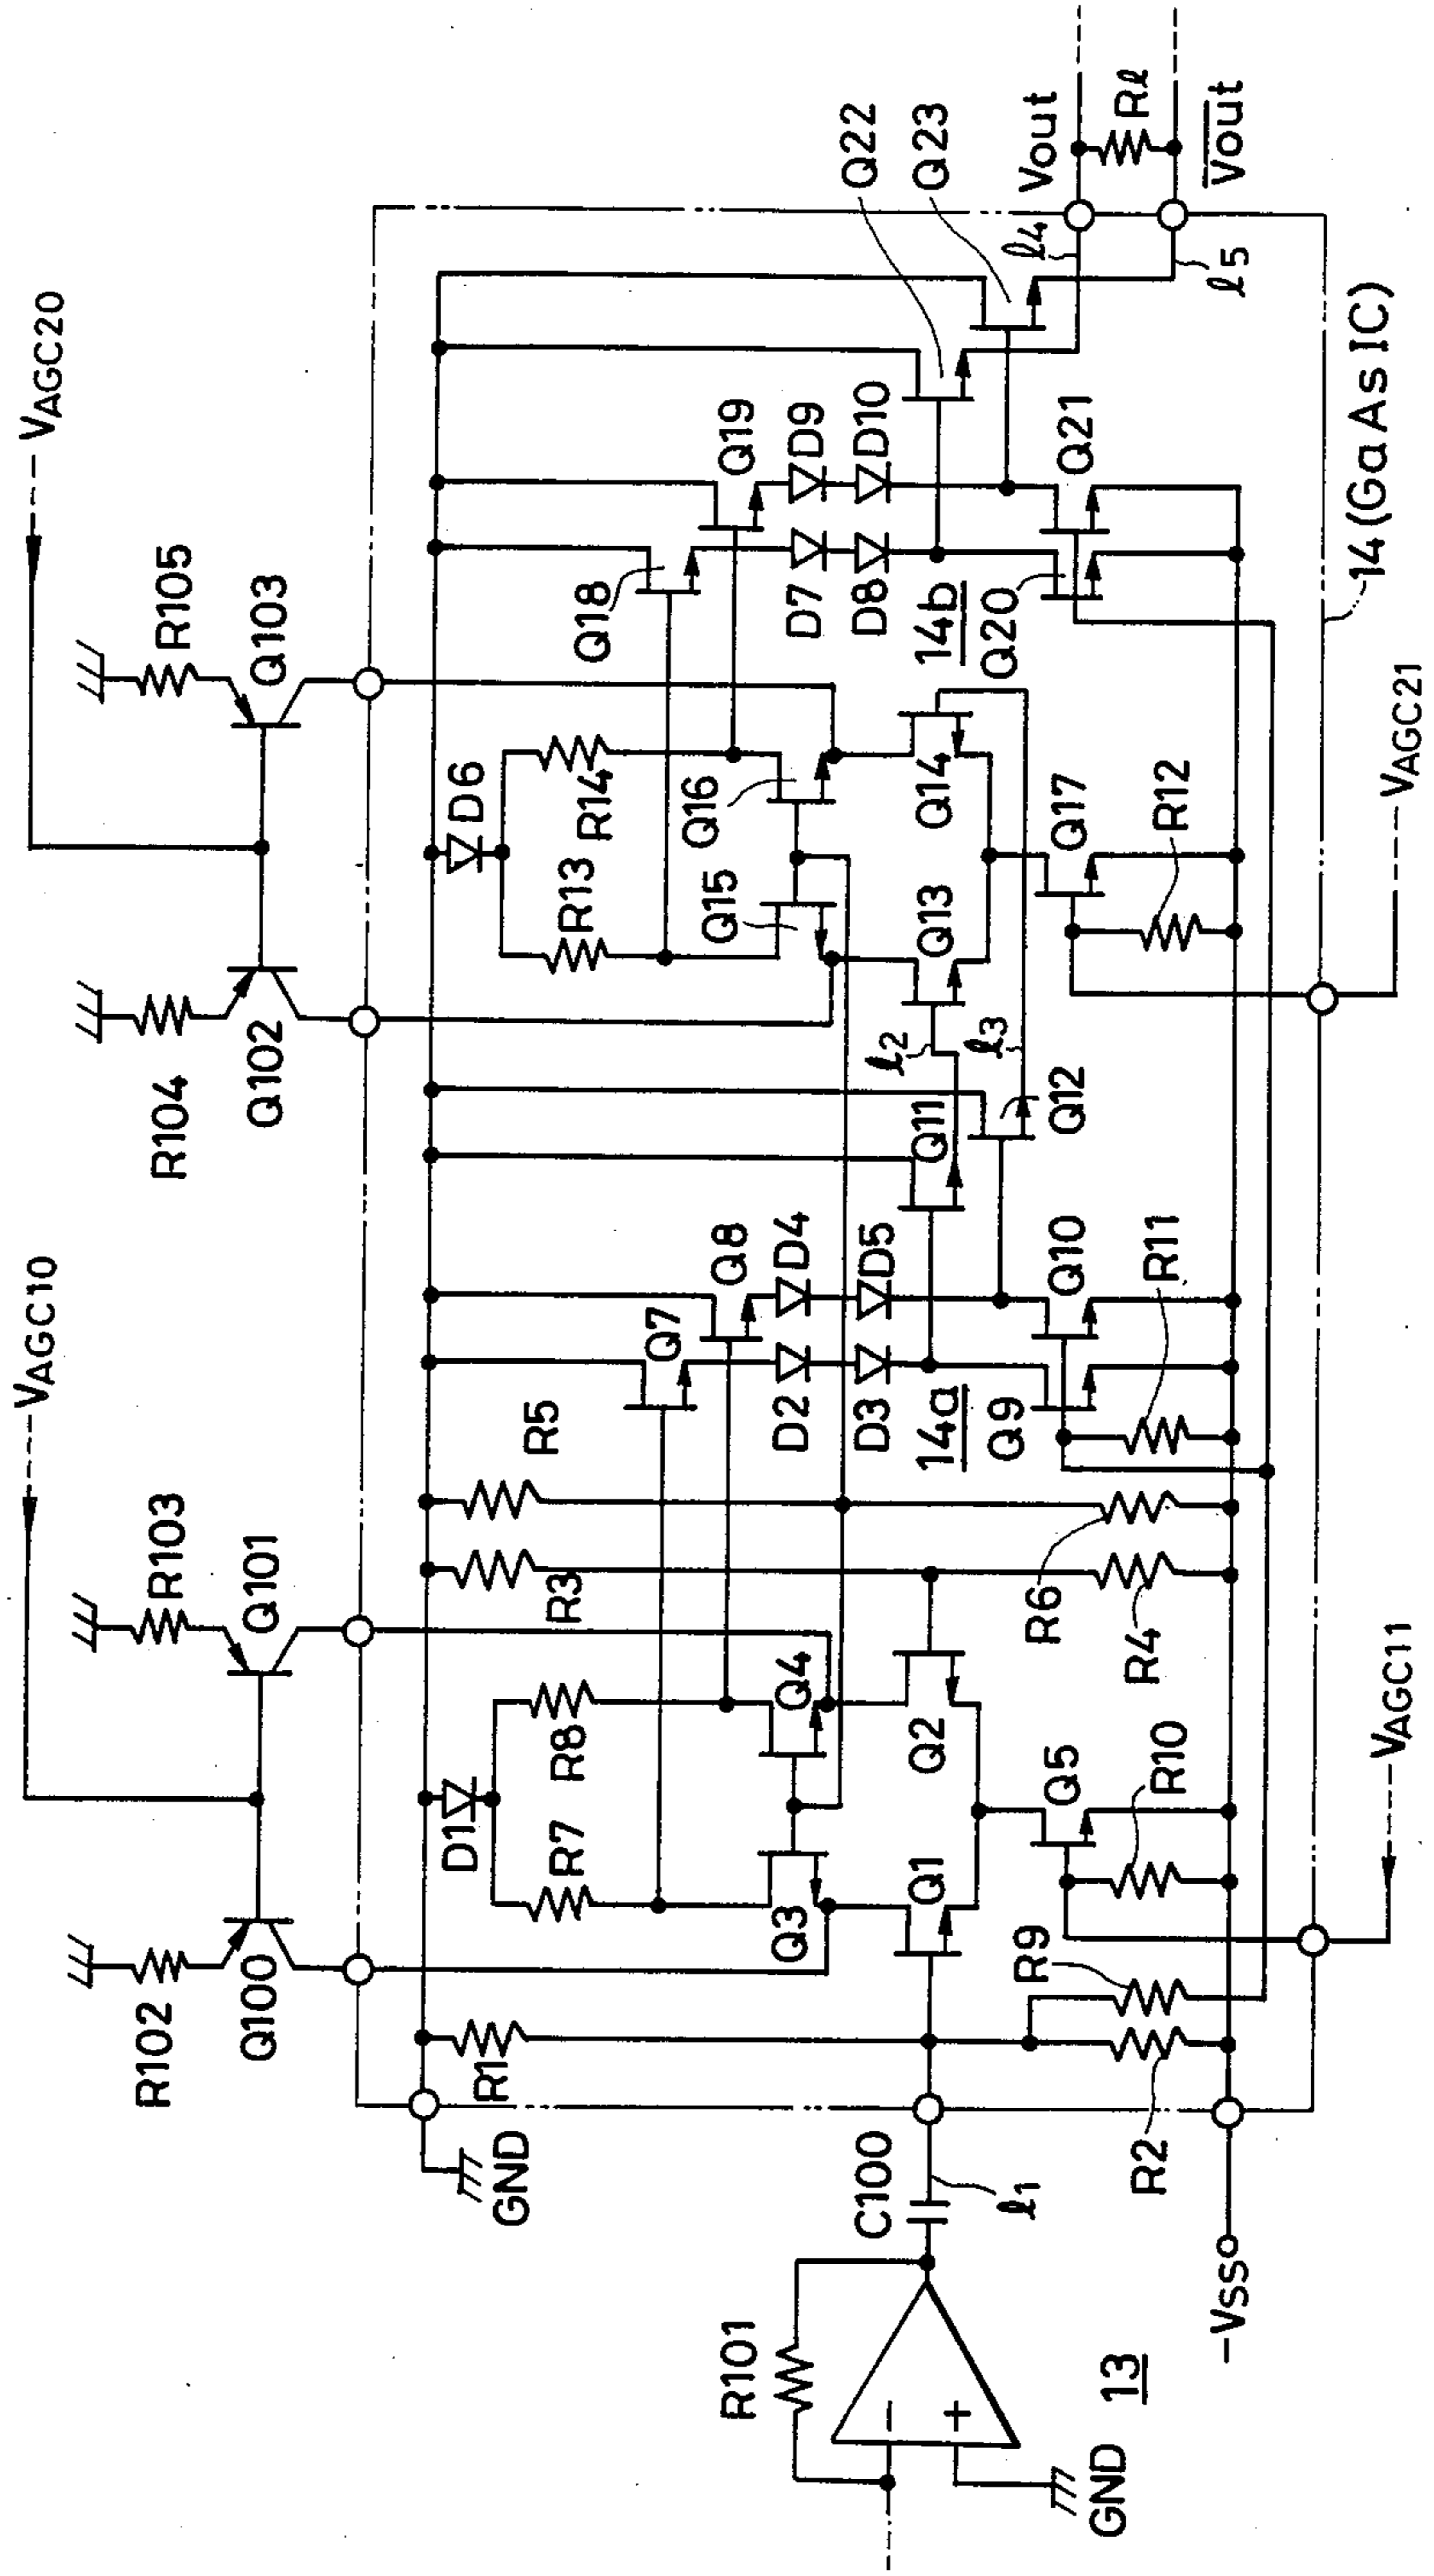 VAGC10
VAGC20
R102
R103
R104
R105
Q100
Q101
Q102
Q103
GND
R1
D1
R7
R8
R3
R5
Q7
Q8
D6
R13
R14
Q18
Q19
Q3
Q4
D2
D4
Q15
Q16
D7
D9
R101
C100
Q1
Q2
D3
D5
14a
Q11
ℓ2
Q13
Q14
D8
D10
14b
Q22
Q23
−
+
GND
13
ℓ1
R9
Q5
R6
Q9
Q10
Q12
ℓ3
Q17
Q20
Q21
ℓ4
Vout
Rℓ
R2
R10
R4
R11
R12
ℓ5
Vout
-Vss
VAGC11
VAGC21
14(GaAsIC)